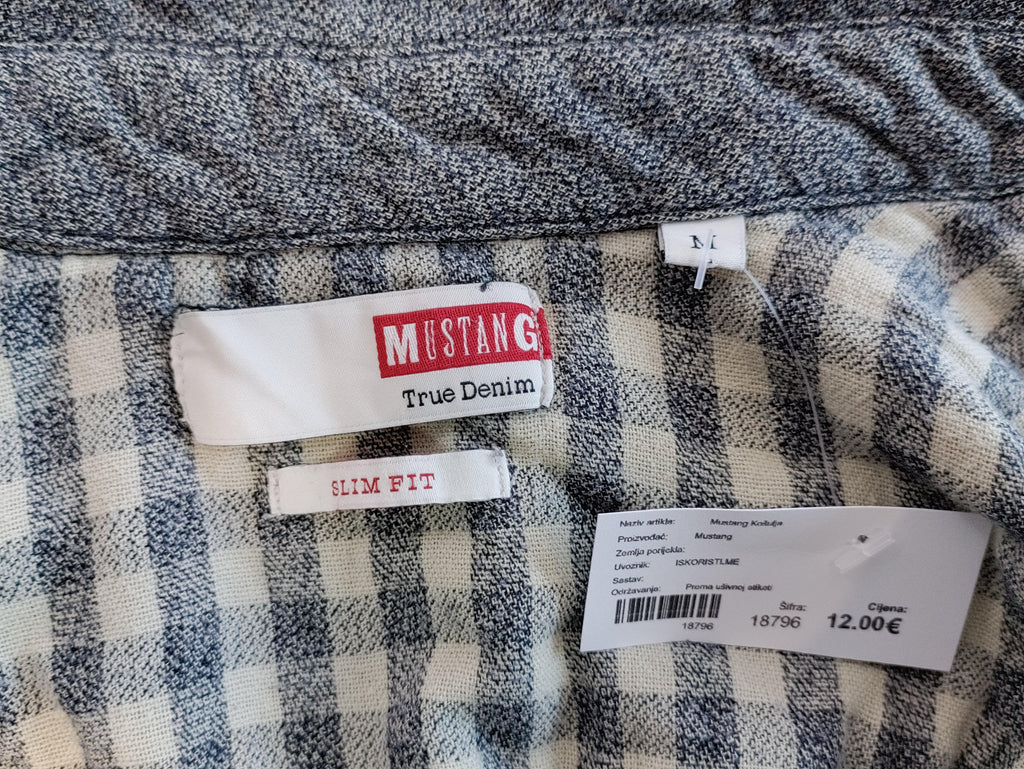 M
MUSTANG
True Denim
SLIM FIT
Naziv artikla: Mustang Košulja
Proizvođač: Mustang
Zemlja porijekla:
Uvoznik: ISKORISTI.ME
Sastav:
Održavanje: Prema ušivnoj etiketi
18796
Šifra:
18796
Cijena:
12.00€